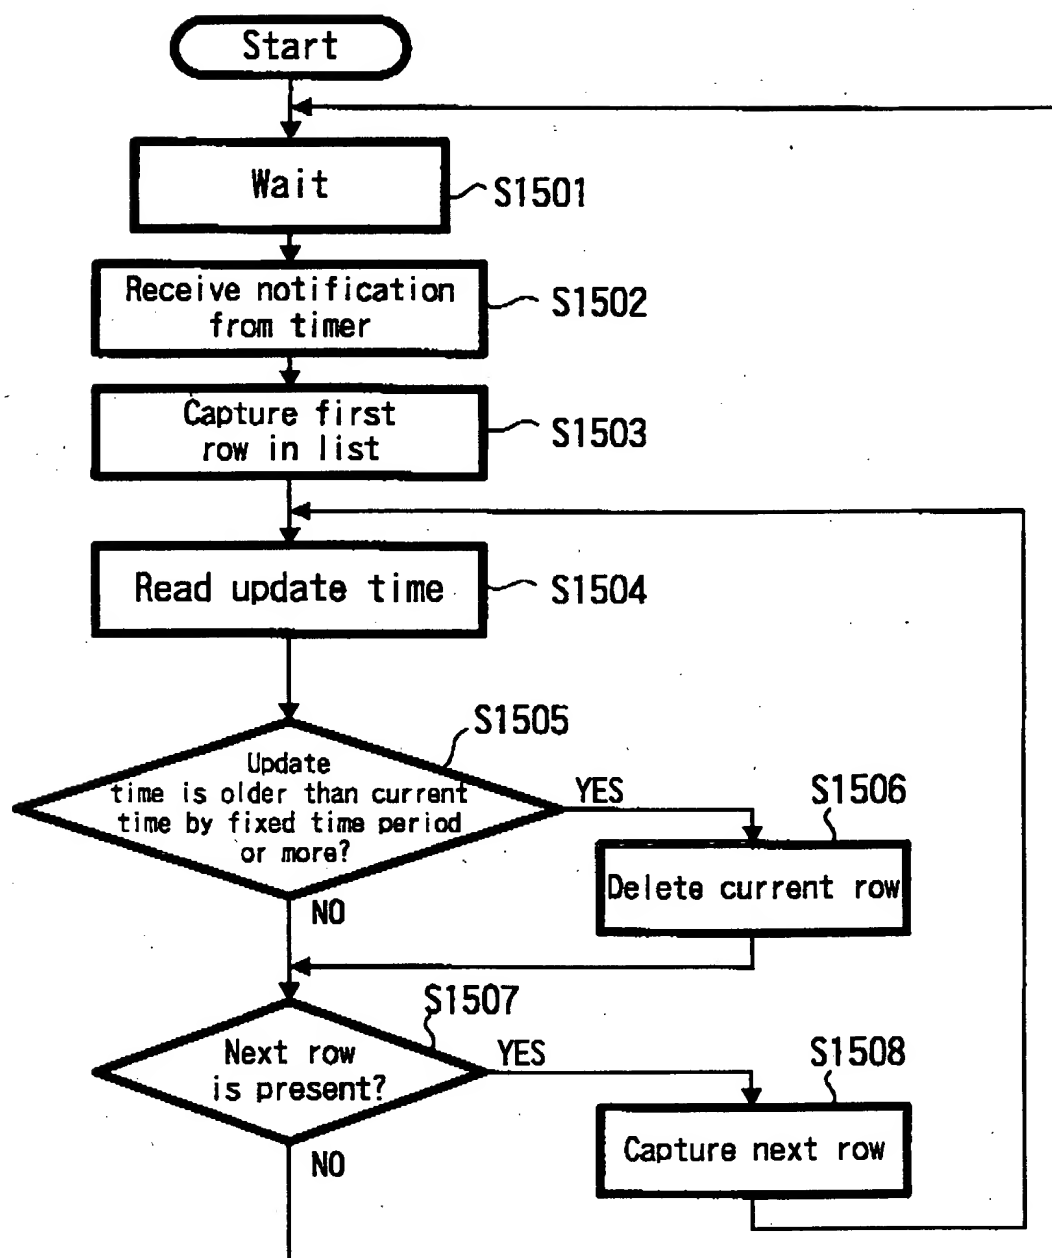 Start
Wait
S1501
Receive notification
from timer
S1502
Capture first
row in list
S1503
Read update time
S1504
S1505
Update
time is older than current
time by fixed time period
or more?
YES
S1506
Delete current row
NO
S1507
Next row
is present?
YES
S1508
Capture next row
NO